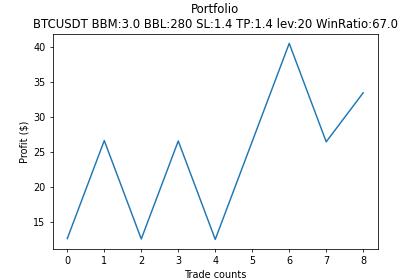 Portfolio
BTCUSDT BBM:3.0 BBL:280 SL:1.4 TP:1.4 lev:20 WinRatio:67.0
40
35
30
25
20
15
Profit ($)
0 1 2 3 4 5 6 7 8
Trade counts